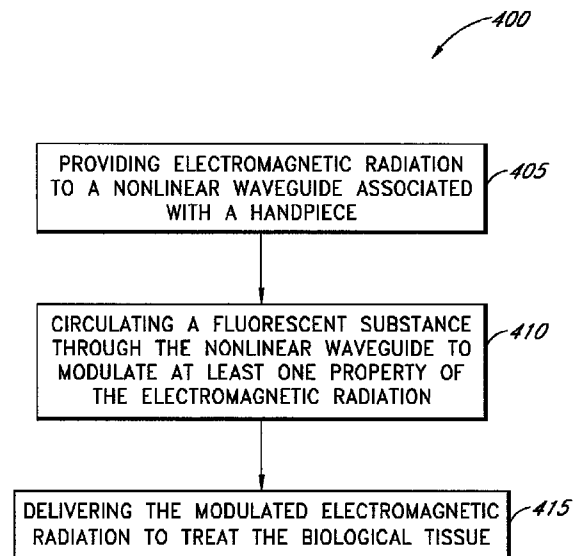 400
PROVIDING ELECTROMAGNETIC RADIATION
TO A NONLINEAR WAVEGUIDE ASSOCIATED
WITH A HANDPIECE
405
CIRCULATING A FLUORESCENT SUBSTANCE
THROUGH THE NONLINEAR WAVEGUIDE TO
MODULATE AT LEAST ONE PROPERTY OF
THE ELECTROMAGNETIC RADIATION
410
DELIVERING THE MODULATED ELECTROMAGNETIC
RADIATION TO TREAT THE BIOLOGICAL TISSUE
415